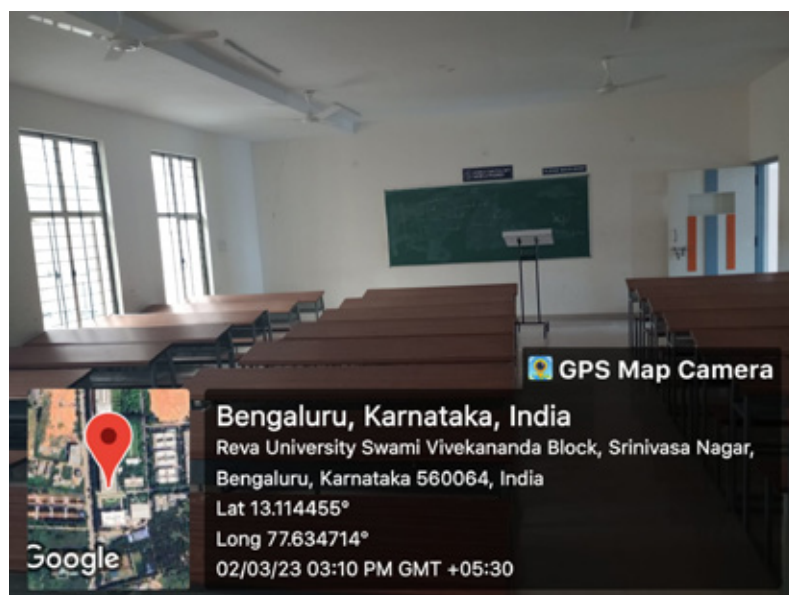 GPS Map Camera
Bengaluru, Karnataka, India
Reva University Swami Vivekananda Block, Srinivasa Nagar,
Bengaluru, Karnataka 560064, India
Lat 13.114455°
Long 77.634714°
02/03/23 03:10 PM GMT +05:30
Google